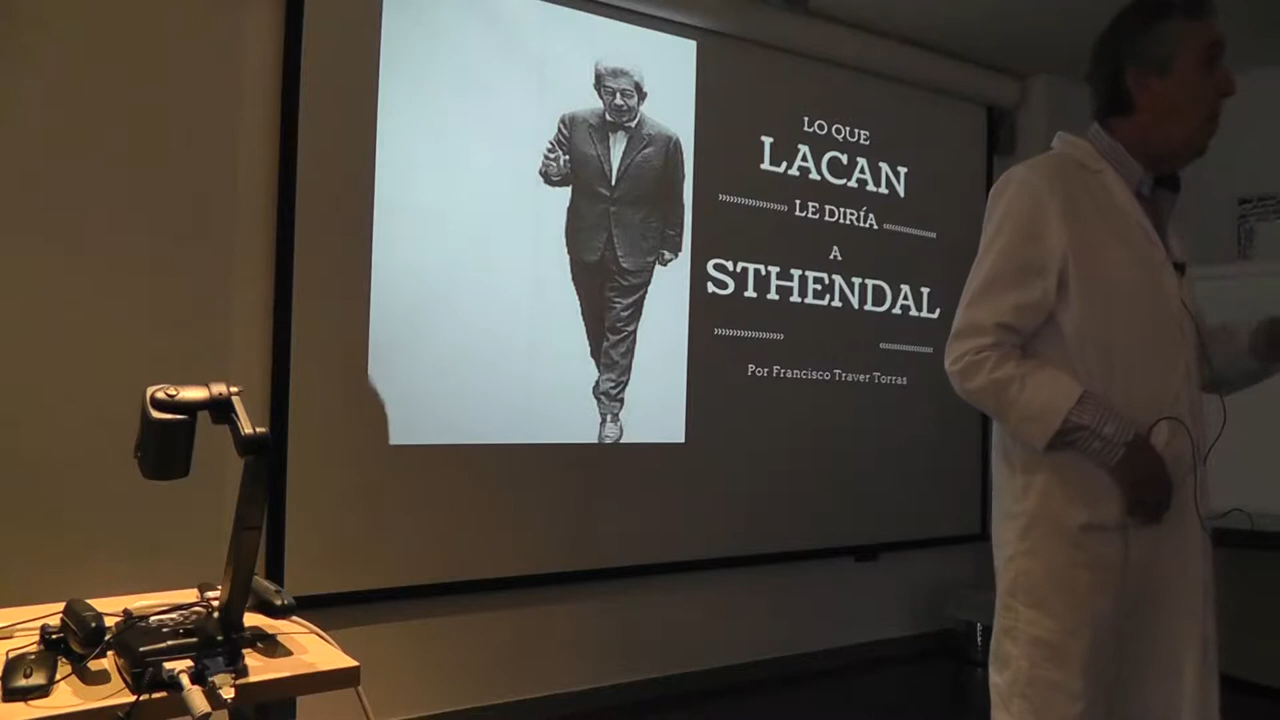 LO QUE
LACAN
LE DIRÍA
A
STHENDAL
Por Francisco Traver Torras